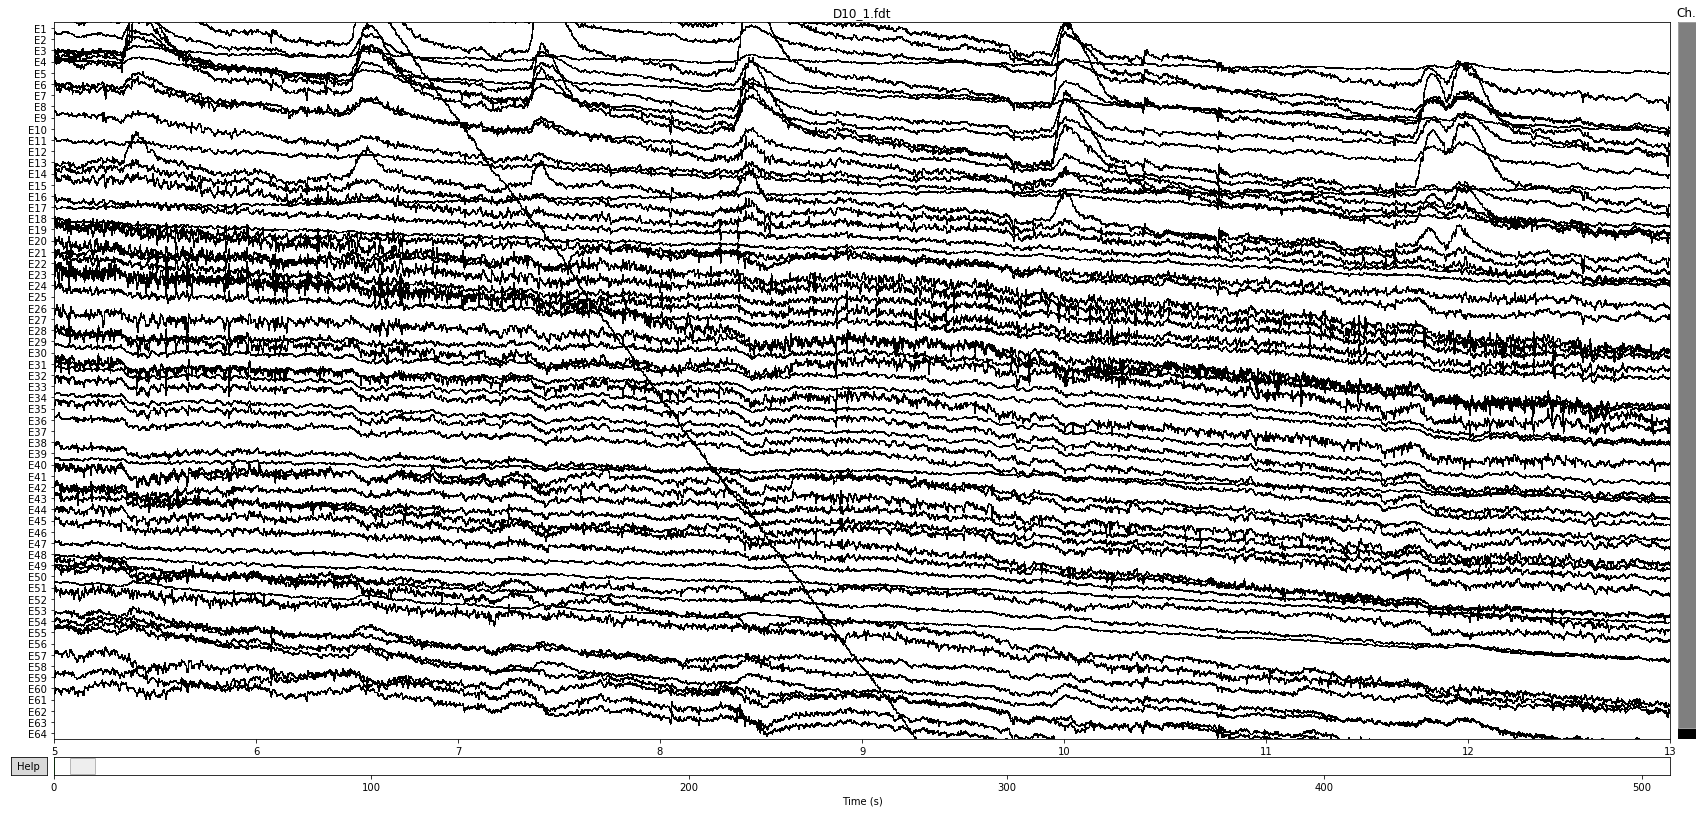 D10_1.fdt
Ch.
E1
E2
E3
E4
E5
E6
E7
E8
E9
E10
E11
E12
E13
E14
E15
E16
E17
E18
E19
E20
E21
E22
E23
E24
E25
E26
E27
E28
E29
E30
E31
E32
E33
E34
E35
E36
E37
E38
E39
E40
E41
E42
E43
E44
E45
E46
E47
E48
E49
E50
E51
E52
E53
E54
E55
E56
E57
E58
E59
E60
E61
E62
E63
E64
5 6 7 8 9 10 11 12 13
Help
0 100 200 300 400 500
Time (s)